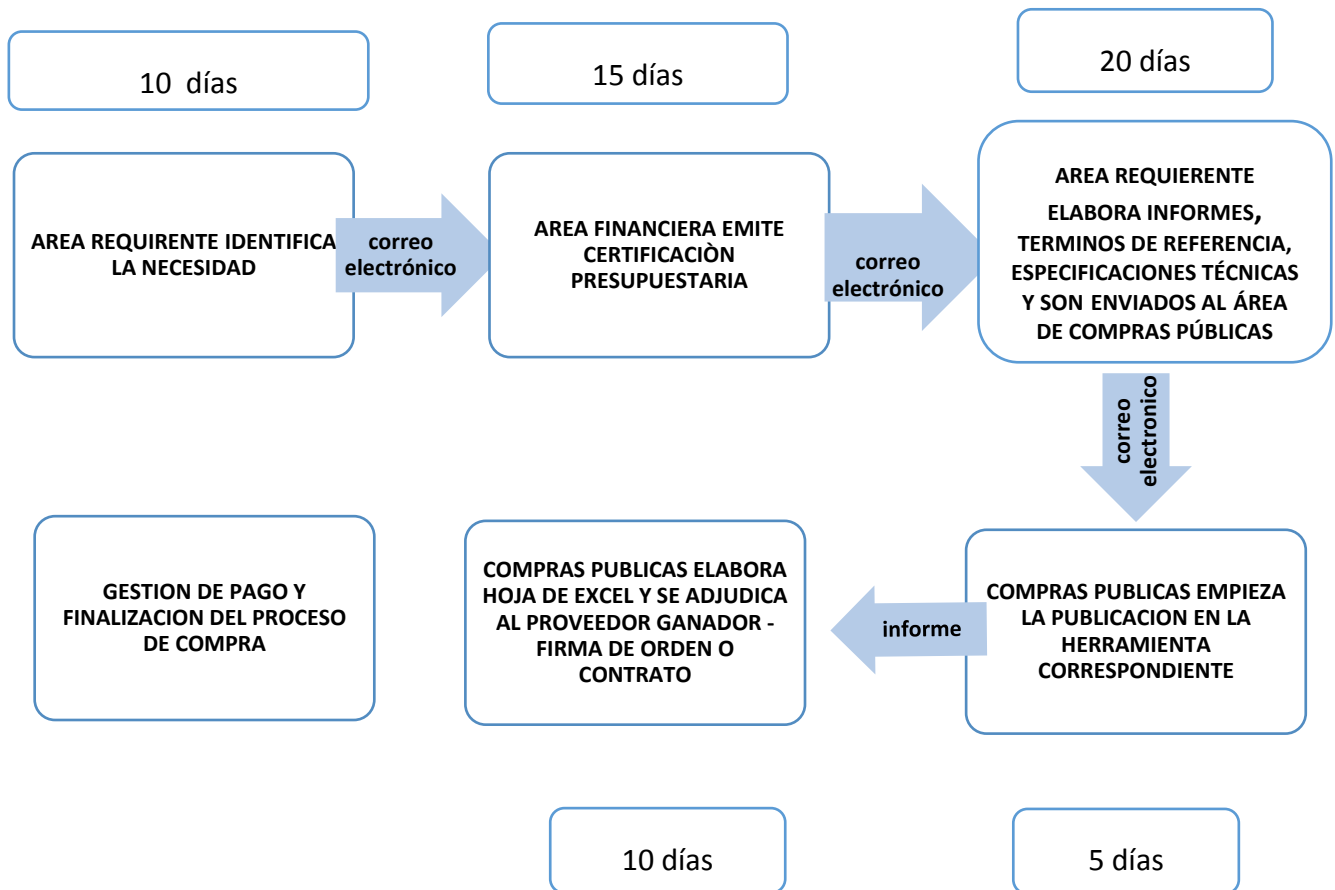 10 días
15 días
20 días
AREA REQUIRENTE IDENTIFICA
LA NECESIDAD
correo
electrónico
AREA FINANCIERA EMITE
CERTIFICACIÒN
PRESUPUESTARIA
correo
electrónico
AREA REQUIERENTE
ELABORA INFORMES,
TERMINOS DE REFERENCIA,
ESPECIFICACIONES TÉCNICAS
Y SON ENVIADOS AL ÁREA
DE COMPRAS PÚBLICAS
correo
electronico
COMPRAS PUBLICAS EMPIEZA
LA PUBLICACION EN LA
HERRAMIENTA
CORRESPONDIENTE
informe
COMPRAS PUBLICAS ELABORA
HOJA DE EXCEL Y SE ADJUDICA
AL PROVEEDOR GANADOR -
FIRMA DE ORDEN O
CONTRATO
GESTION DE PAGO Y
FINALIZACION DEL PROCESO
DE COMPRA
10 días
5 días